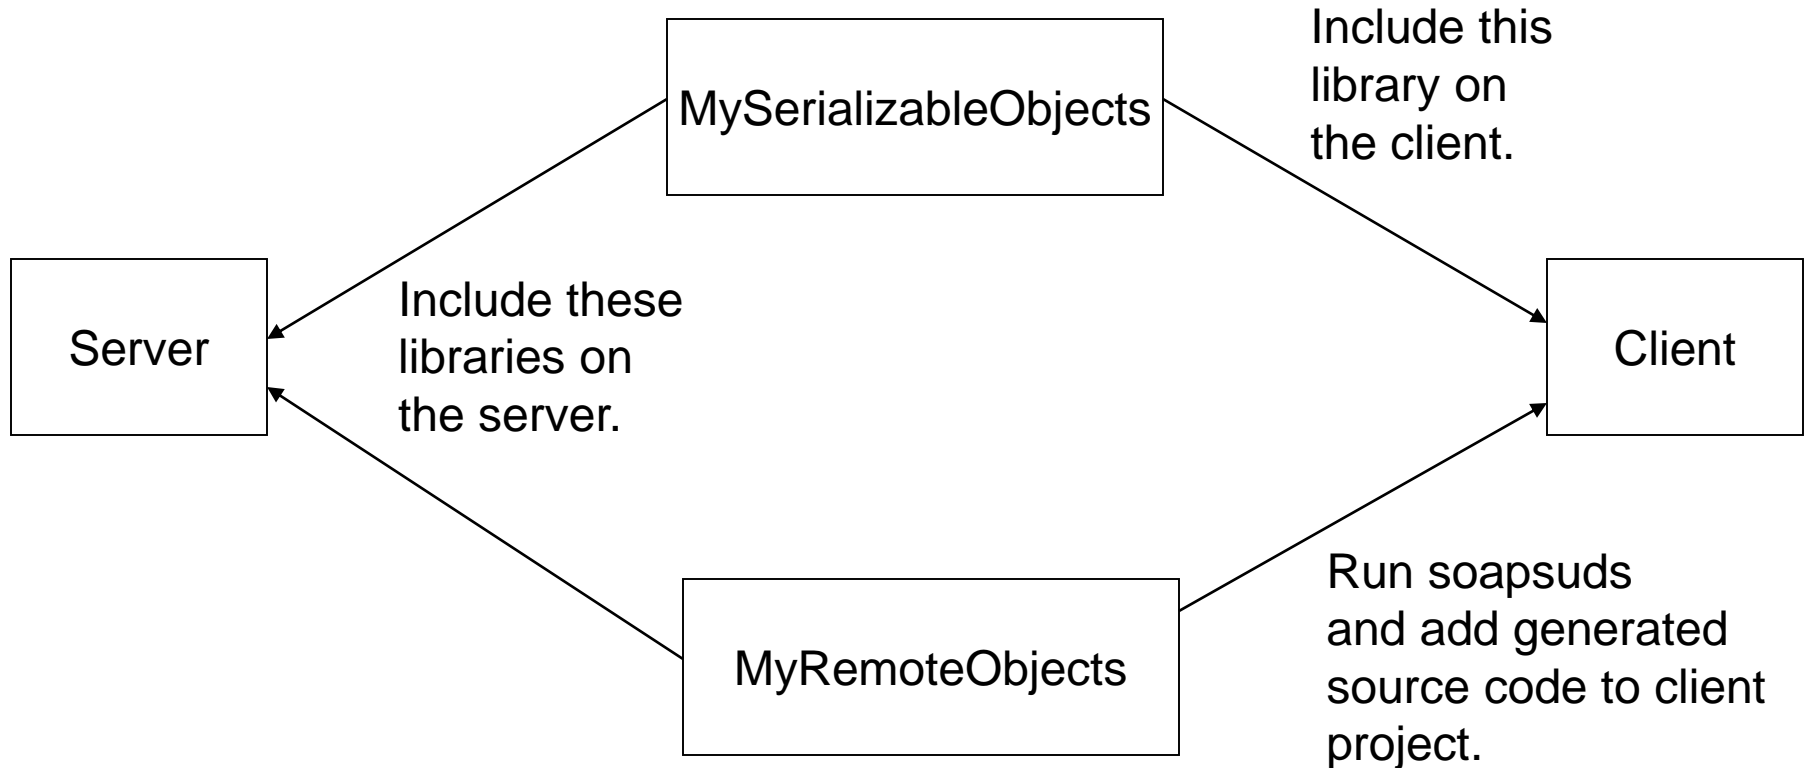 MySerializableObjects
Include this
library on
the client.
Server
Include these
libraries on
the server.
Client
MyRemoteObjects
Run soapsuds
and add generated
source code to client
project.